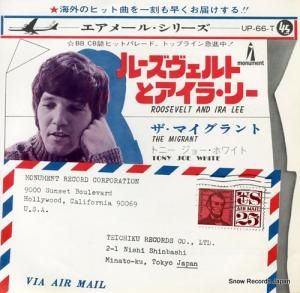 ★海外のヒット曲を一刻も早くお届けする!!
エアメール・シリーズ
UP-66-T
45
☆BB CB誌ヒットパレード、トップライン急進中!
monument
ルーズヴェルト
とアイラ・リー
ROOSEVELT AND IRA LEE
ザ・マイグラント
THE MIGRANT
トニー ジョー・ホワイト
TONY JOE WHITE
MONUMENT RECORD CORPORATION
9000 Sunset Boulevard
Hollywood, California 90069
U.S.A.
US
AIR MAIL
25
TEICHIKU RECORDS CO., LTD.
2-1 Nishi Shinbashi
Minato-ku, Tokyo Japan
VIA AIR MAIL
Record City Japan